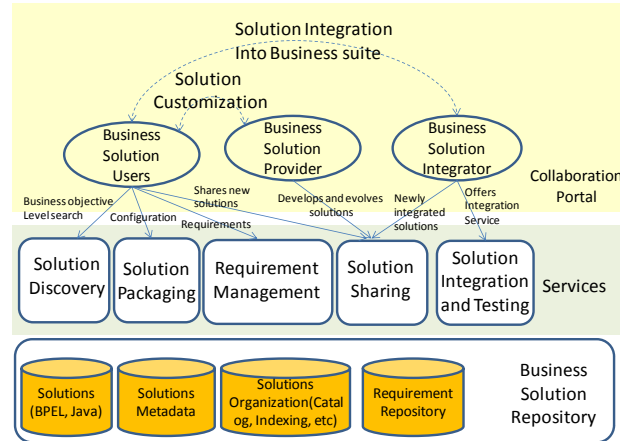 Solution Integration
Into Business suite
Solution
Customization
Business
Solution
Users
Business
Solution
Provider
Business
Solution
Integrator
Collaboration
Portal
Business objective
Level search
Configuration
Shares new
solutions
Requirements
Develops and evolves
solutions
Newly
integrated
solutions
Offers
Integration
Service
Solution
Discovery
Solution
Packaging
Requirement
Management
Solution
Sharing
Solution
Integration
and Testing
Services
Solutions
(BPEL, Java)
Solutions
Metadata
Solutions
Organization(Catal
og, Indexing, etc)
Requirement
Repository
Business
Solution
Repository